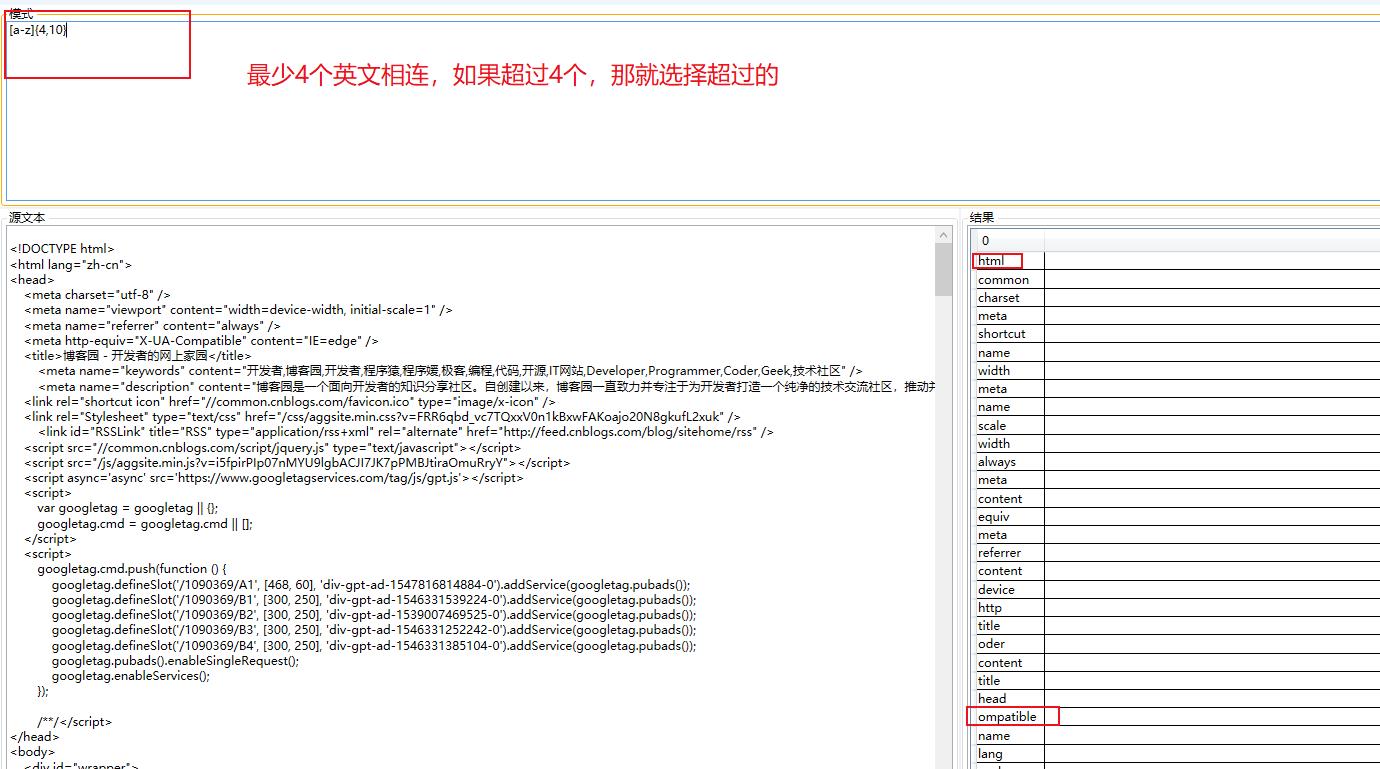 模式
[a-z]{4,10}
最少4个英文相连，如果超过4个，那就选择超过的
源文本
<!DOCTYPE html>
<html lang="zh-cn">
<head>
<meta charset="utf-8" />
<meta name="viewport" content="width=device-width, initial-scale=1" />
<meta name="referrer" content="always" />
<meta http-equiv="X-UA-Compatible" content="IE=edge" />
<title>博客园 - 开发者的网上家园</title>
<meta name="keywords" content="开发者,博客园,开发者,程序猿,程序媛,极客,编程,代码,开源,IT网站,Developer,Programmer,Coder,Geek,技术社区" />
<meta name="description" content="博客园是一个面向开发者的知识分享社区。自创建以来，博客园一直致力并专注于为开发者打造一个纯净的技术交流社区，推动并
<link rel="shortcut icon" href="//common.cnblogs.com/favicon.ico" type="image/x-icon" />
<link rel="Stylesheet" type="text/css" href="/css/aggsite.min.css?v=FRR6qbd_vc7TQxxV0n1kBxwFAKoajo20N8gkufL2xuk" />
<link id="RSSLink" title="RSS" type="application/rss+xml" rel="alternate" href="http://feed.cnblogs.com/blog/sitehome/rss" />
<script src="//common.cnblogs.com/script/jquery.js" type="text/javascript"></script>
<script src="/js/aggsite.min.js?v=i5fpirPIp07nMYU9lgbACJI7JK7pPMBJtiraOmuRryY"></script>
<script async='async' src='https://www.googletagservices.com/tag/js/gpt.js'></script>
<script>
var googletag = googletag || {};
googletag.cmd = googletag.cmd || [];
</script>
<script>
googletag.cmd.push(function () {
googletag.defineSlot('/1090369/A1', [468, 60], 'div-gpt-ad-1547816814884-0').addService(googletag.pubads());
googletag.defineSlot('/1090369/B1', [300, 250], 'div-gpt-ad-1546331539224-0').addService(googletag.pubads());
googletag.defineSlot('/1090369/B2', [300, 250], 'div-gpt-ad-1539007469525-0').addService(googletag.pubads());
googletag.defineSlot('/1090369/B3', [300, 250], 'div-gpt-ad-1546331252242-0').addService(googletag.pubads());
googletag.defineSlot('/1090369/B4', [300, 250], 'div-gpt-ad-1546331385104-0').addService(googletag.pubads());
googletag.pubads().enableSingleRequest();
googletag.enableServices();
});
/**/</script>
</head>
<body>
<div id="wrapper">
结果
0
html
common
charset
meta
shortcut
name
width
meta
name
scale
width
always
meta
content
equiv
meta
referrer
content
device
http
title
oder
content
title
head
ompatible
name
lang